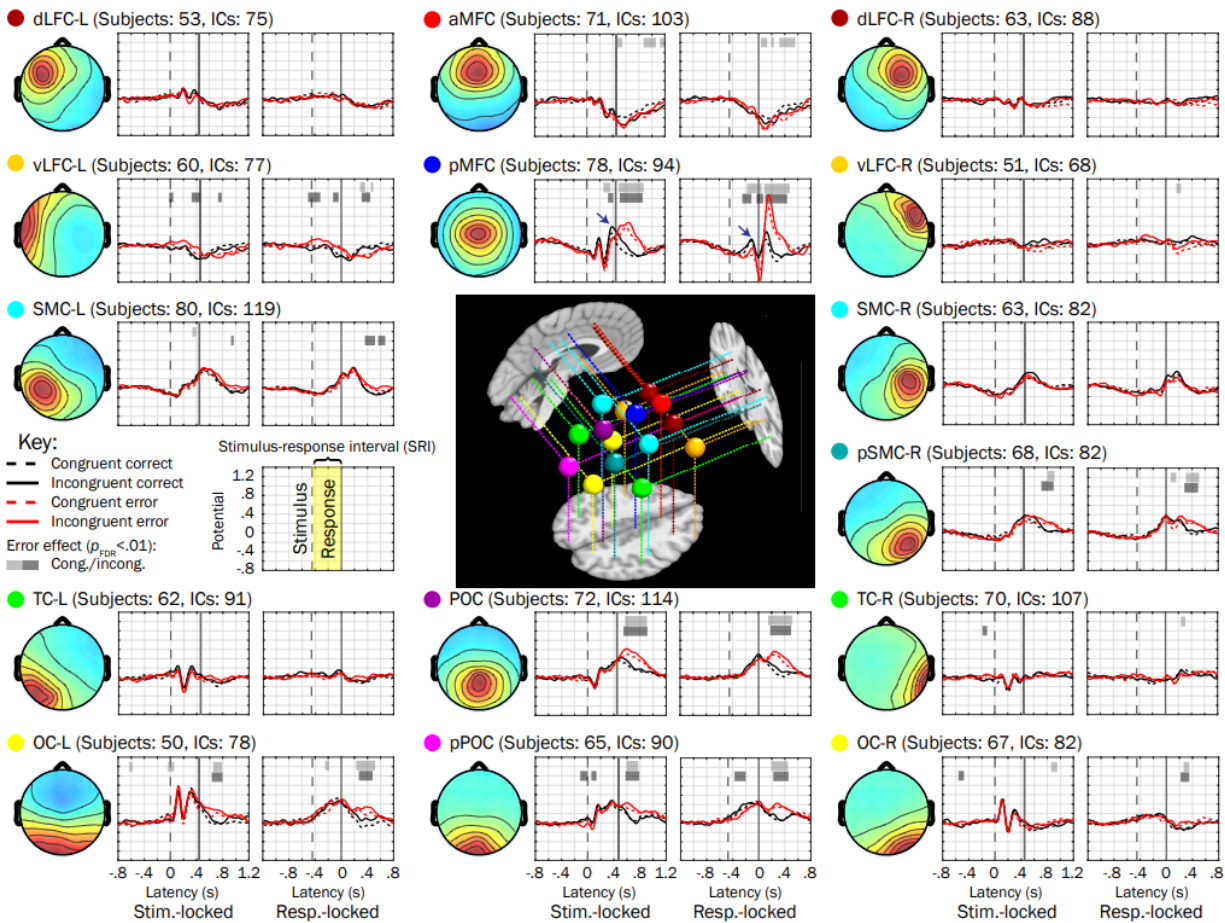 dLFC-L (Subjects: 53, ICs: 75)
aMFC (Subjects: 71, ICs: 103)
dLFC-R (Subjects: 63, ICs: 88)
vLFC-L (Subjects: 60, ICs: 77)
pMFC (Subjects: 78, ICs: 94)
vLFC-R (Subjects: 51, ICs: 68)
SMC-L (Subjects: 80, ICs: 119)
SMC-R (Subjects: 63, ICs: 82)
Key:
Congruent correct
Incongruent correct
Congruent error
Incongruent error
Error effect (pFDR<.01):
Cong./incong.
Stimulus-response interval (SRI)
Potential
1.2
.8
.4
0
-.4
-.8
Stimulus
Response
pSMC-R (Subjects: 68, ICs: 82)
TC-L (Subjects: 62, ICs: 91)
POC (Subjects: 72, ICs: 114)
TC-R (Subjects: 70, ICs: 107)
OC-L (Subjects: 50, ICs: 78)
pPOC (Subjects: 65, ICs: 90)
OC-R (Subjects: 67, ICs: 82)
-.8 -.4 0 .4 .8 1.2 -.8 -.4 0 .4 .8
Latency (s) Latency (s)
Stim.-locked Resp.-locked
-.8 -.4 0 .4 .8 1.2 -.8 -.4 0 .4 .8
Latency (s) Latency (s)
Stim.-locked Resp.-locked
-.8 -.4 0 .4 .8 1.2 -.8 -.4 0 .4 .8
Latency (s) Latency (s)
Stim.-locked Resp.-locked